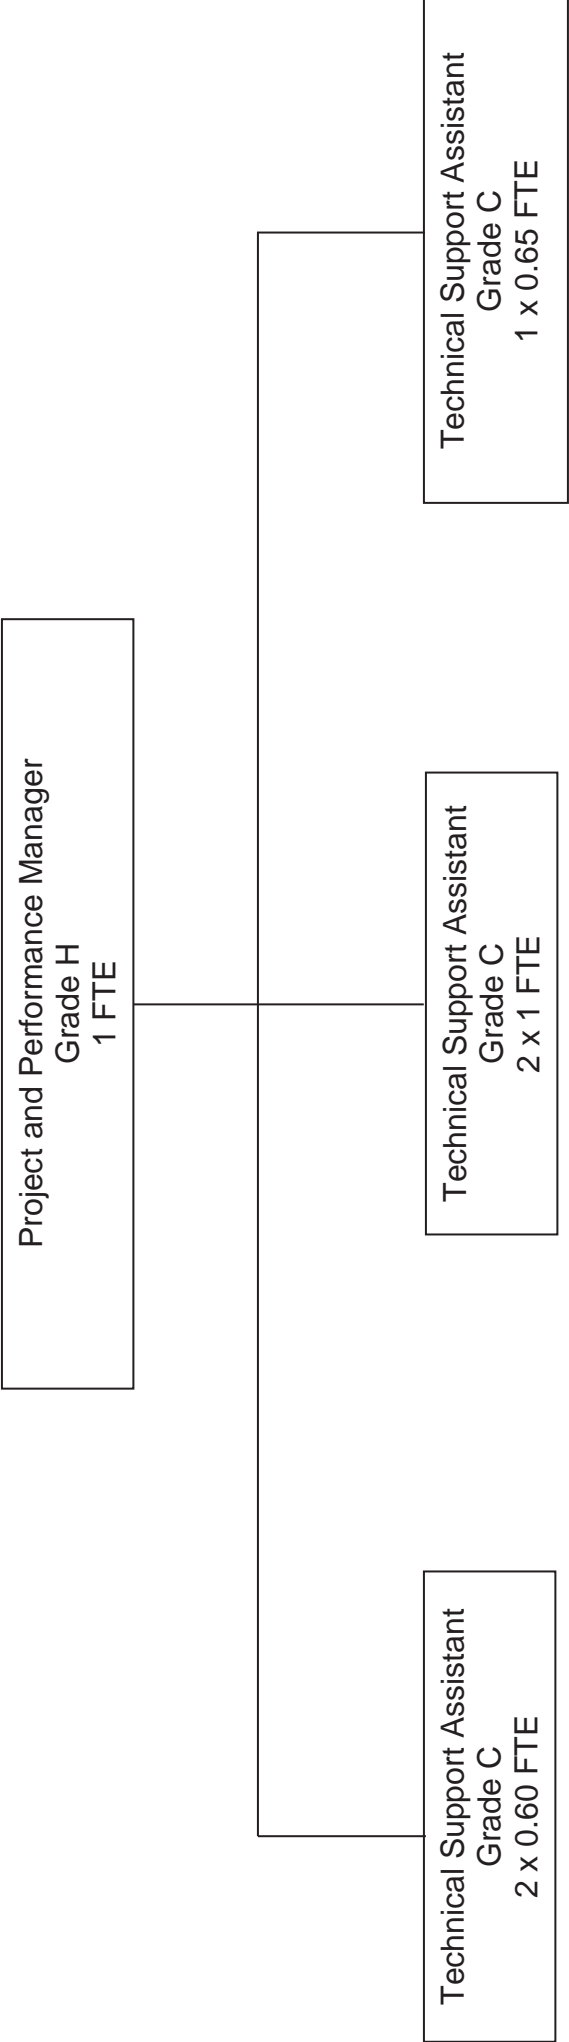 Project and Performance Manager
Grade H
1 FTE
Technical Support Assistant
Grade C
2 x 0.60 FTE
Technical Support Assistant
Grade C
2 x 1 FTE
Technical Support Assistant
Grade C
1 x 0.65 FTE